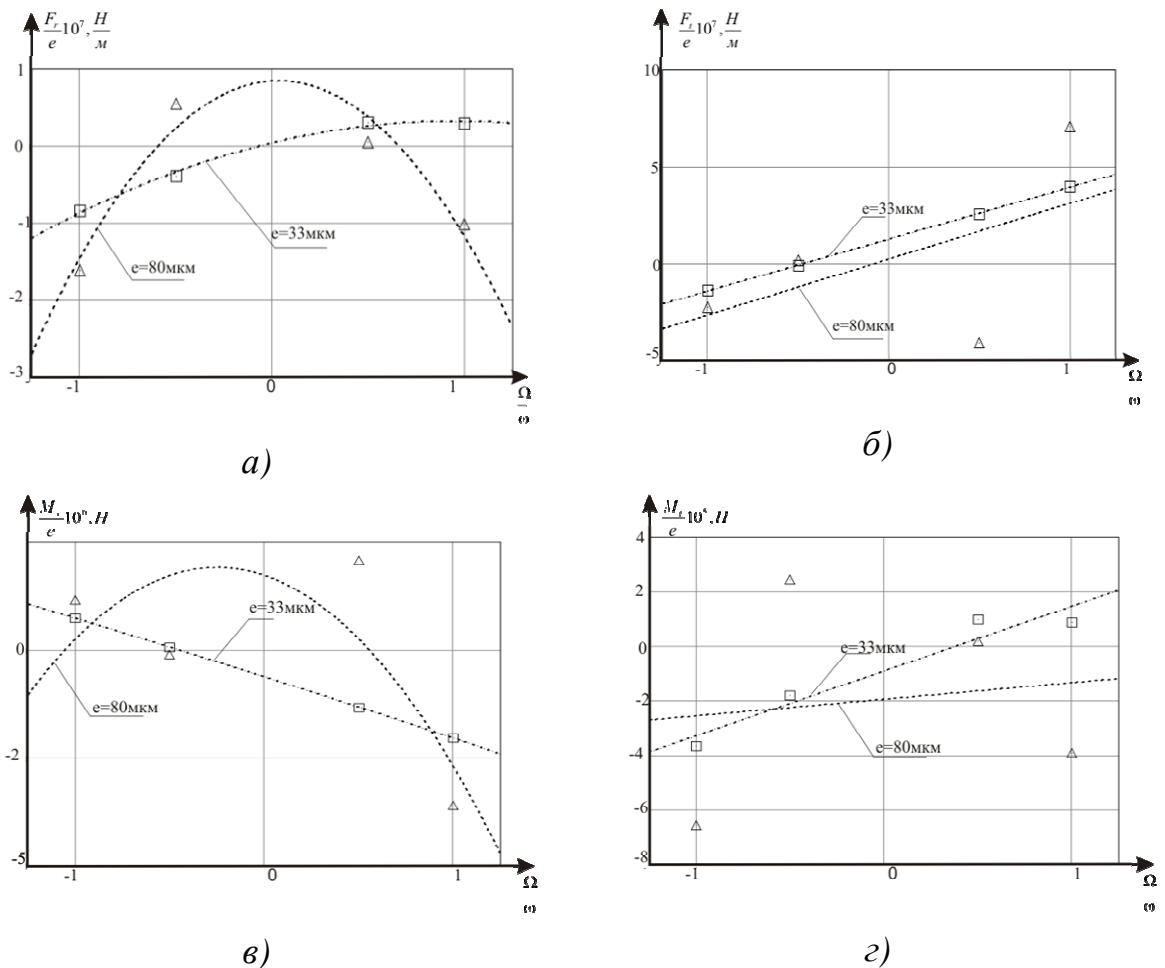 F_r/e 10^7, Н/м
1
0
-1
-2
-3
e=33мкм
e=80мкм
-1 0 1
Ω/ω
а)
F_t/e 10^7, Н/м
10
5
0
-5
e=33мкм
e=80мкм
-1 0 1
Ω
ω
б)
10 , Н
0
-2
-5
e=33мкм
e=80мкм
-1 0 1
Ω
ω
в)
M_t/e 10 ,
4
2
0
-2
-4
-6
-8
e=33мкм
e=80мкм
-1 0 1
Ω
ω
г)